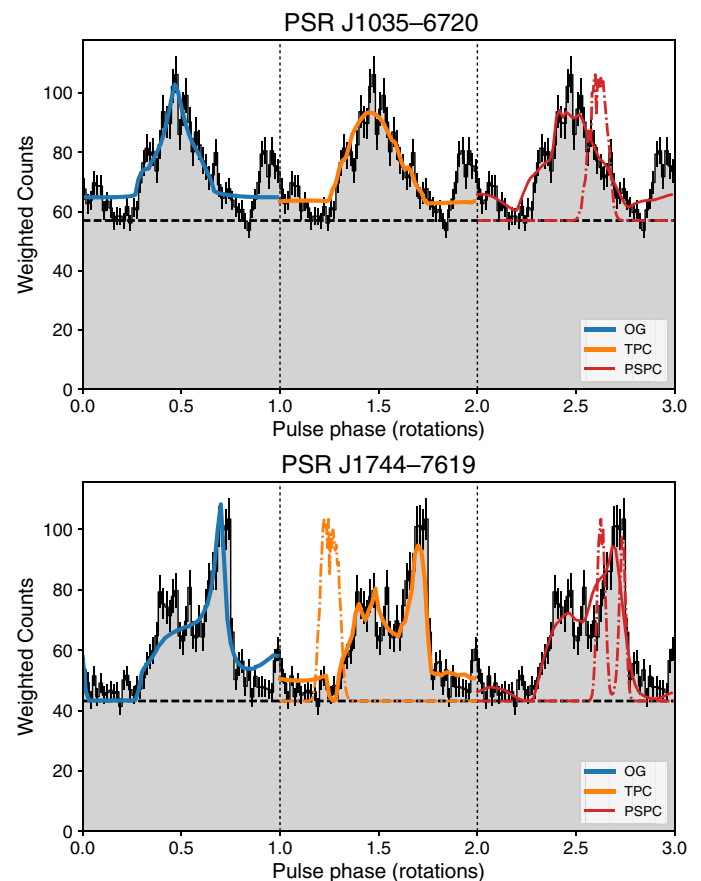 PSR J1035–6720
Weighted Counts
100
80
60
40
20
0
OG
TPC
PSPC
0.0 0.5 1.0 1.5 2.0 2.5 3.0
Pulse phase (rotations)
PSR J1744–7619
Weighted Counts
100
80
60
40
20
0
OG
TPC
PSPC
0.0 0.5 1.0 1.5 2.0 2.5 3.0
Pulse phase (rotations)